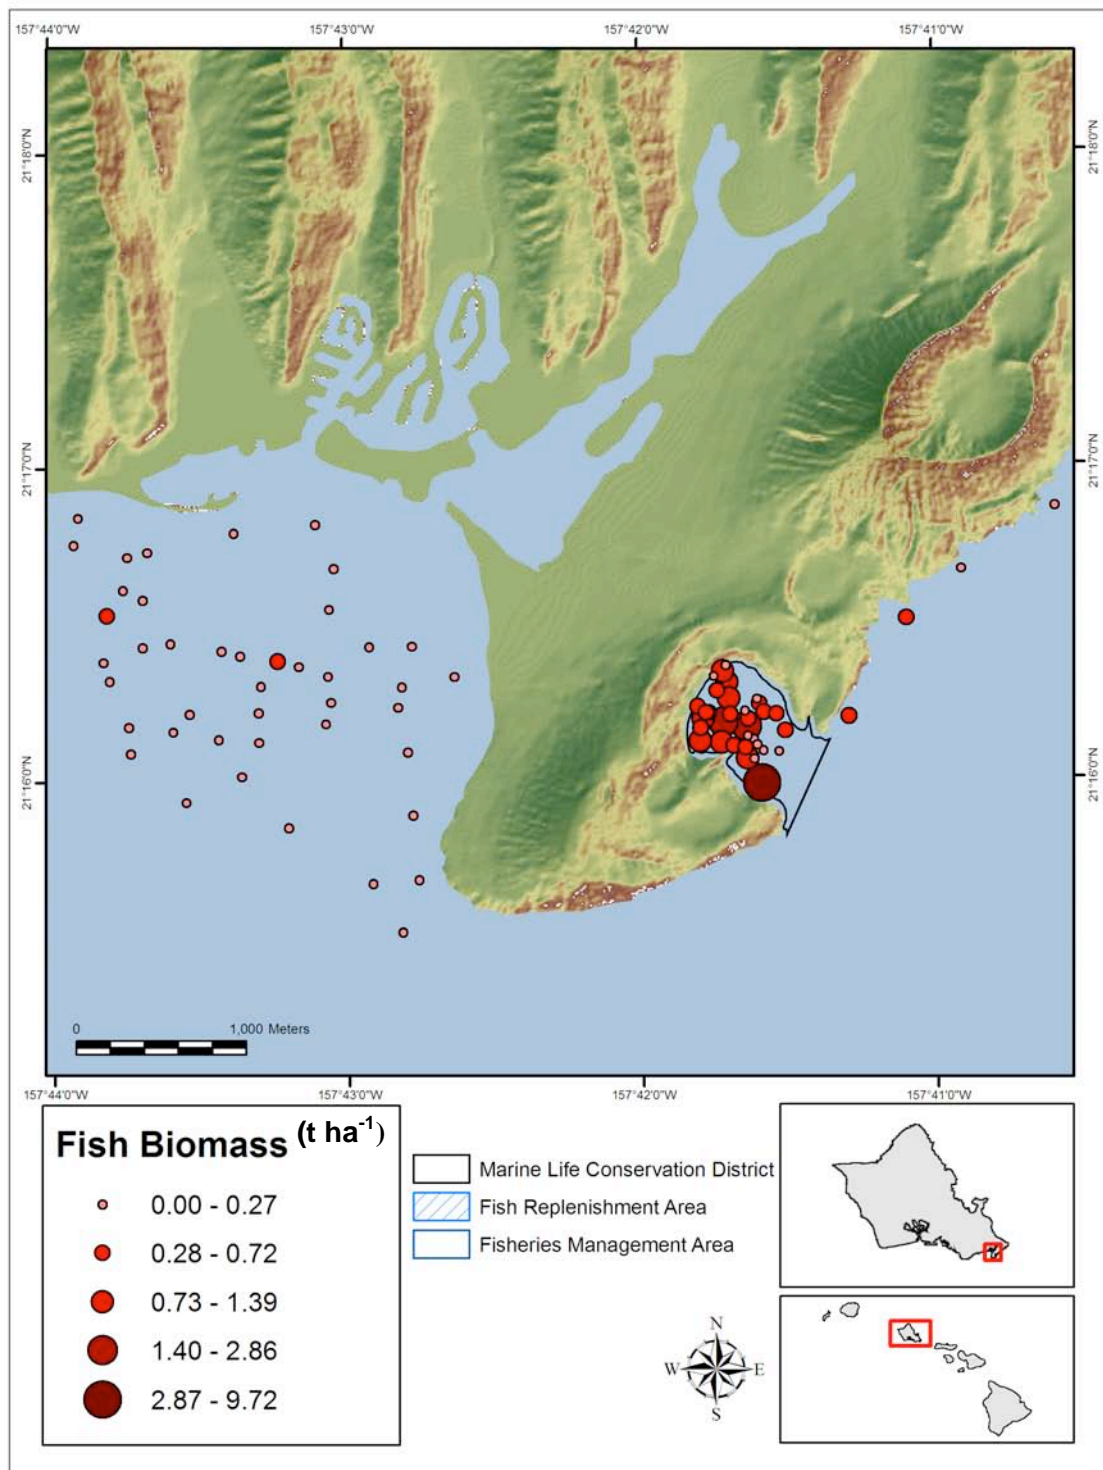 157°44'0"W 157°43'0"W 157°42'0"W 157°41'0"W
21°18'0"N 21°18'0"N
21°17'0"N 21°17'0"N
21°16'0"N 21°16'0"N
0 1,000 Meters
157°44'0"W 157°43'0"W 157°42'0"W 157°41'0"W
Fish Biomass (t ha-1)
0.00 - 0.27
0.28 - 0.72
0.73 - 1.39
1.40 - 2.86
2.87 - 9.72
Marine Life Conservation District
Fish Replenishment Area
Fisheries Management Area
N
W E
S